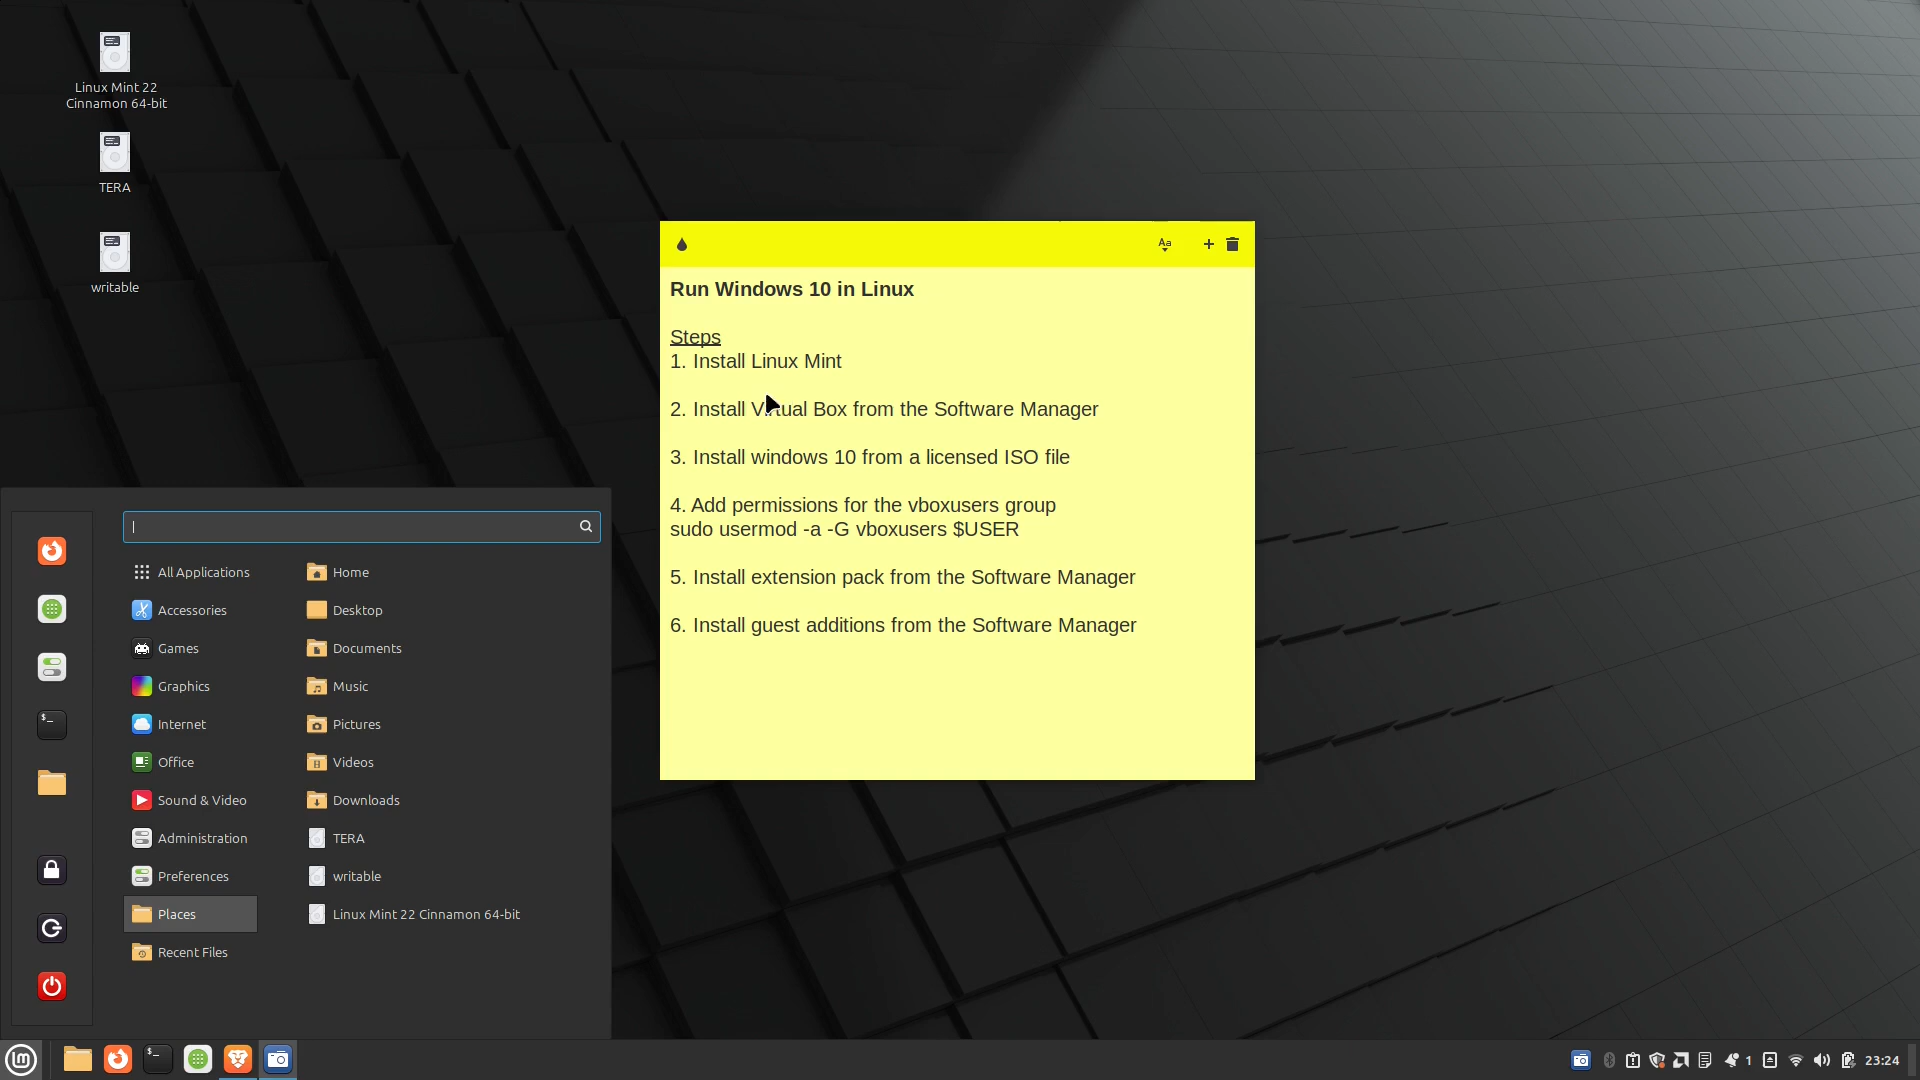 Linux Mint 22
Cinnamon 64-bit
TERA
writable
Aa
Run Windows 10 in Linux
Steps
1. Install Linux Mint
2. Install Virtual Box from the Software Manager
3. Install windows 10 from a licensed ISO file
4. Add permissions for the vboxusers group
sudo usermod -a -G vboxusers $USER
5. Install extension pack from the Software Manager
6. Install guest additions from the Software Manager
All Applications
Accessories
Games
Graphics
Internet
Office
Sound & Video
Administration
Preferences
Places
Recent Files
Home
Desktop
Documents
Music
Pictures
Videos
Downloads
TERA
writable
Linux Mint 22 Cinnamon 64-bit
1
23:24